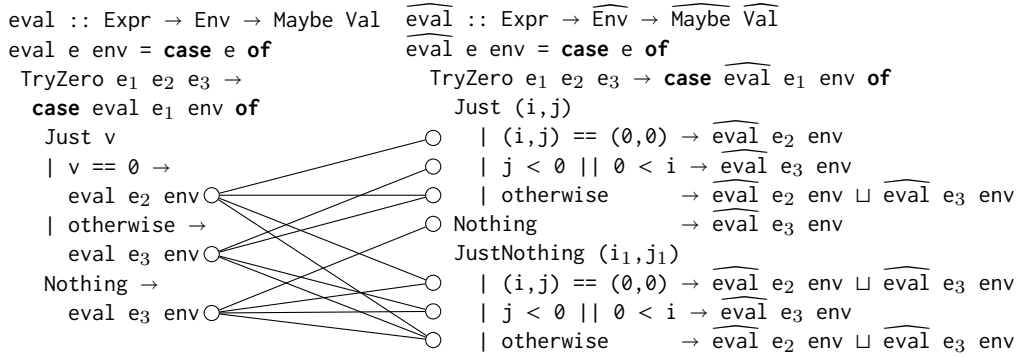 eval :: Expr → Env → Maybe Val
eval e env = case e of
TryZero e₁ e₂ e₃ →
case eval e₁ env of
Just v
| v == 0 →
eval e₂ env
| otherwise →
eval e₃ env
Nothing →
eval e₃ env
eval̂ :: Expr → Env̂ → Maybê Val̂
eval̂ e env = case e of
TryZero e₁ e₂ e₃ → case eval̂ e₁ env of
Just (i,j)
| (i,j) == (0,0) → eval̂ e₂ env
| j < 0 || 0 < i → eval̂ e₃ env
| otherwise → eval̂ e₂ env ⊔ eval̂ e₃ env
Nothing → eval̂ e₃ env
JustNothing (i₁,j₁)
| (i,j) == (0,0) → eval̂ e₂ env ⊔ eval̂ e₃ env
| j < 0 || 0 < i → eval̂ e₃ env
| otherwise → eval̂ e₂ env ⊔ eval̂ e₃ env